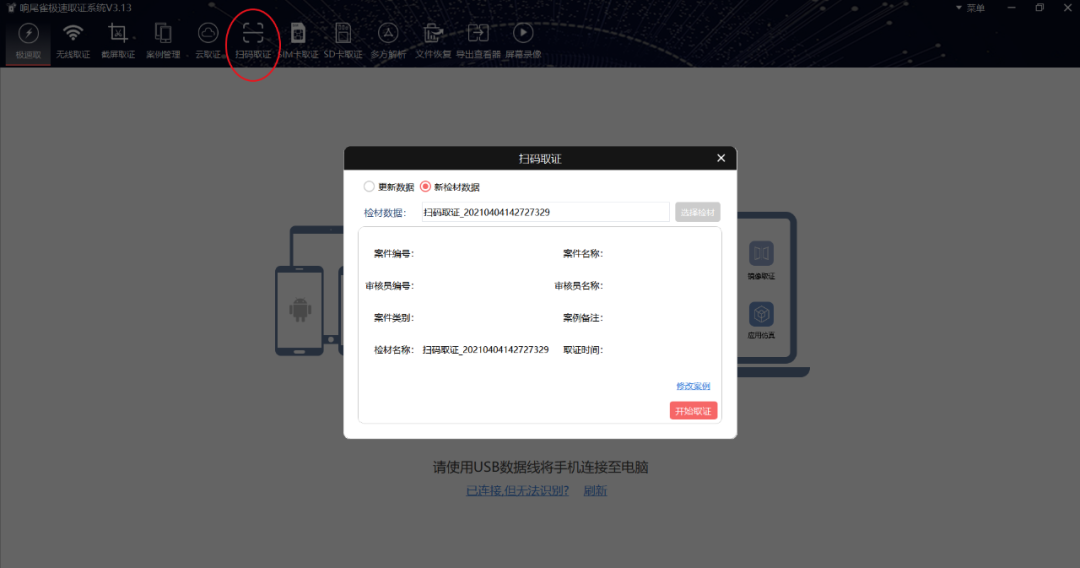 响尾雀极速取证系统V3.13
菜单
极速取 无线取证 截屏取证 案例管理 云取证 扫码取证 SIM卡取证 SD卡取证 多方解析 文件恢复 导出查看器 屏幕录像
扫码取证
更新数据 新检材数据
检材数据： 扫码取证_20210404142727329 选择检材
案件编号： 案件名称：
审核员编号： 审核员名称：
案件类别： 案例备注：
检材名称： 扫码取证_20210404142727329 取证时间：
修改案例
开始取证
镜像取证
应用仿真
请使用USB数据线将手机连接至电脑
已连接,但无法识别? 刷新